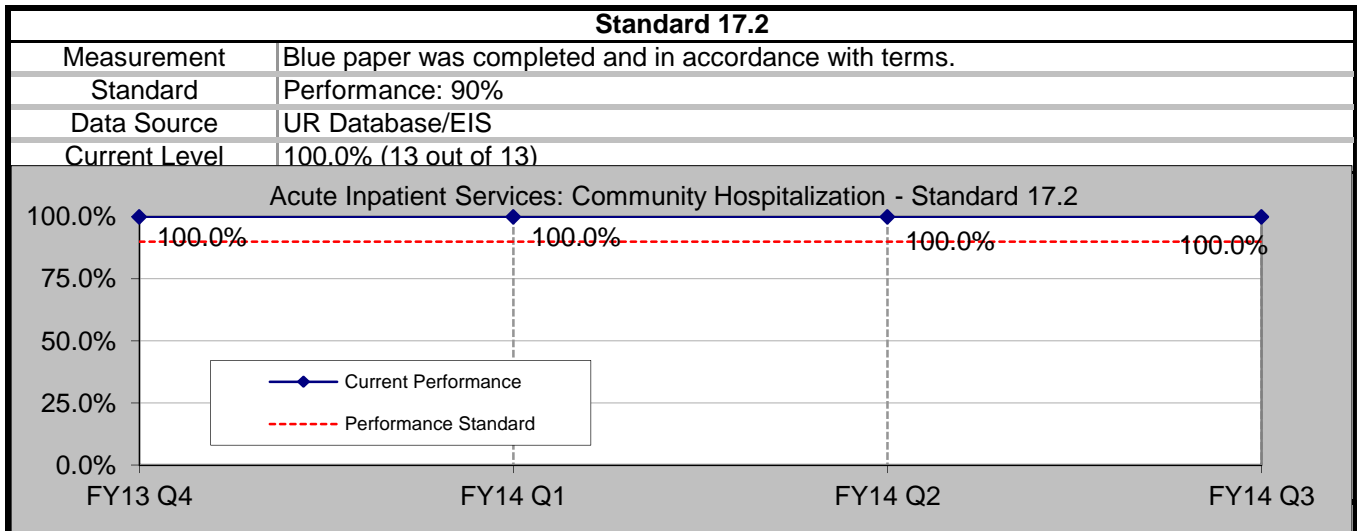 Standard 17.2
Measurement Blue paper was completed and in accordance with terms.
Standard Performance: 90%
Data Source UR Database/EIS
Current Level 100.0% (13 out of 13)
Acute Inpatient Services: Community Hospitalization - Standard 17.2
100.0%
100.0% 100.0% 100.0% 100.0%
75.0%
50.0%
25.0%
0.0%
Current Performance
Performance Standard
FY13 Q4 FY14 Q1 FY14 Q2 FY14 Q3